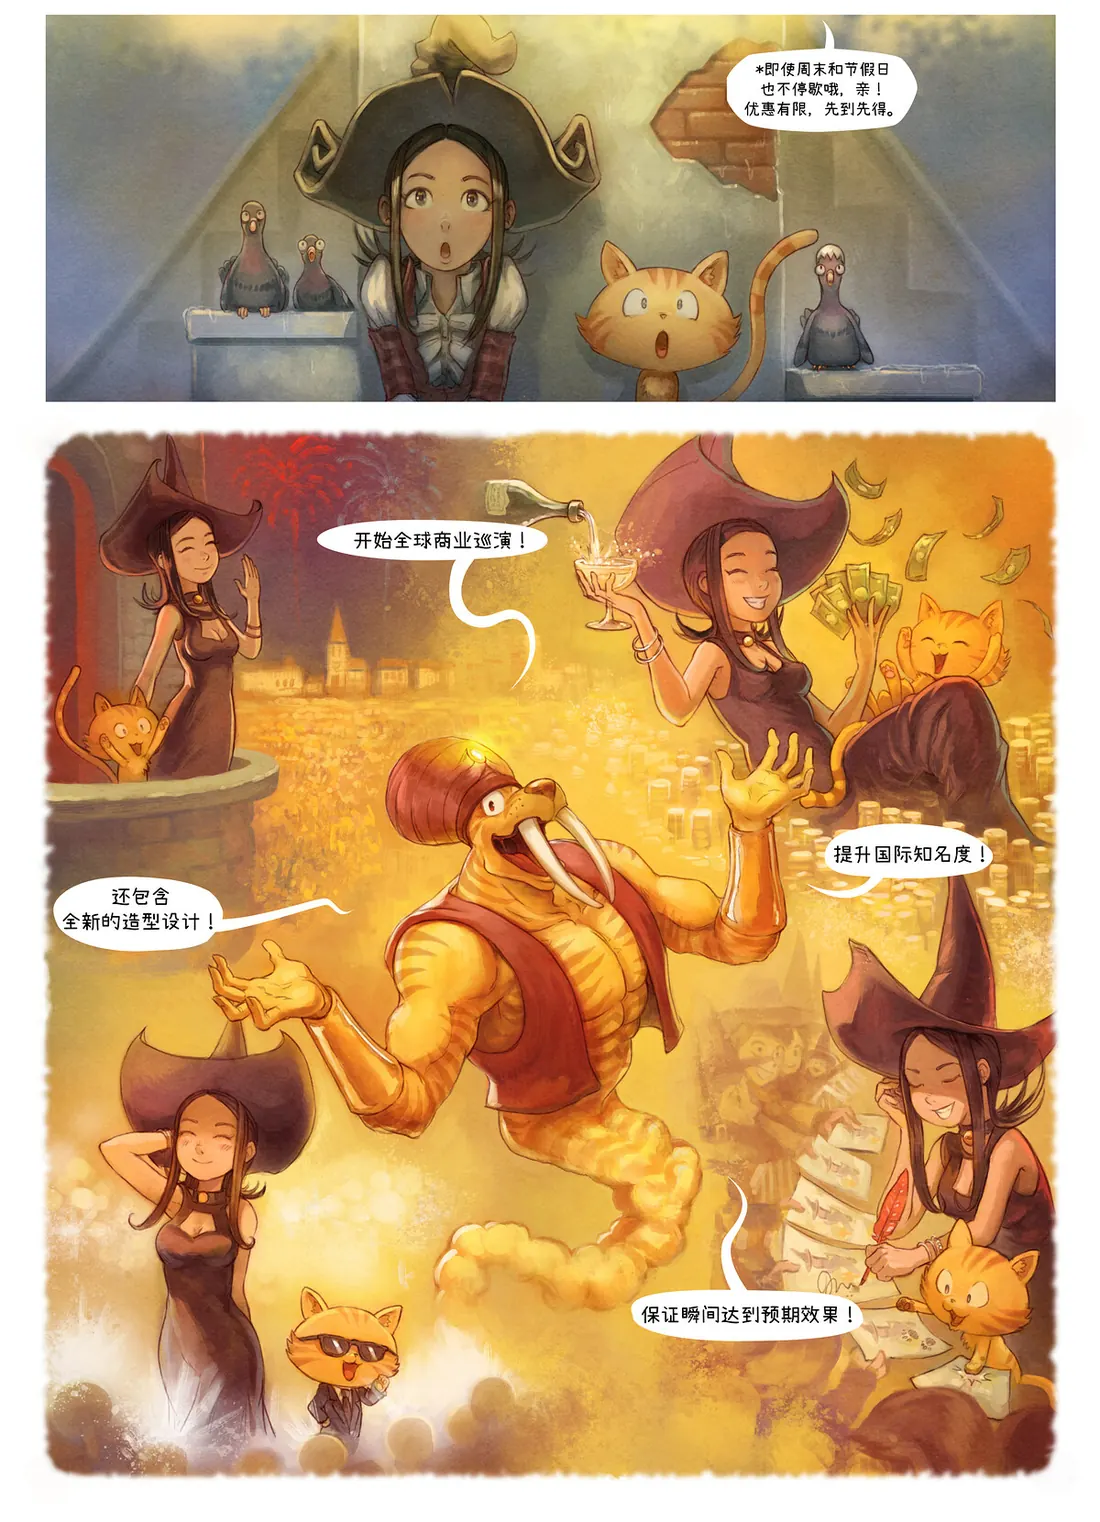 *即使周末和节假日
也不停歇哦，亲！
优惠有限，先到先得。
开始全球商业巡演！
提升国际知名度！
还包含
全新的造型设计！
保证瞬间达到预期效果！